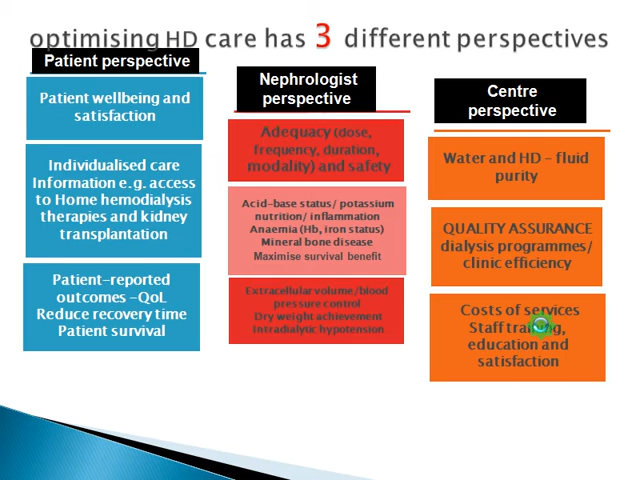 optimising HD care has 3 different perspectives
Patient perspective
Patient wellbeing and
satisfaction
Individualised care
Information e.g. access
to Home hemodialysis
therapies and kidney
transplantation
Patient-reported
outcomes -QoL
Reduce recovery time
Patient survival
Nephrologist
perspective
Adequacy (dose,
frequency, duration,
modality) and safety
Acid-base status/ potassium
nutrition/ inflammation
Anaemia (Hb, iron status)
Mineral bone disease
Maximise survival benefit
Extracellular volume/blood
pressure control
Dry weight achievement
Intradialytic hypotension
Centre
perspective
Water and HD - fluid
purity
QUALITY ASSURANCE
dialysis programmes/
clinic efficiency
Costs of services
Staff training,
education and
satisfaction